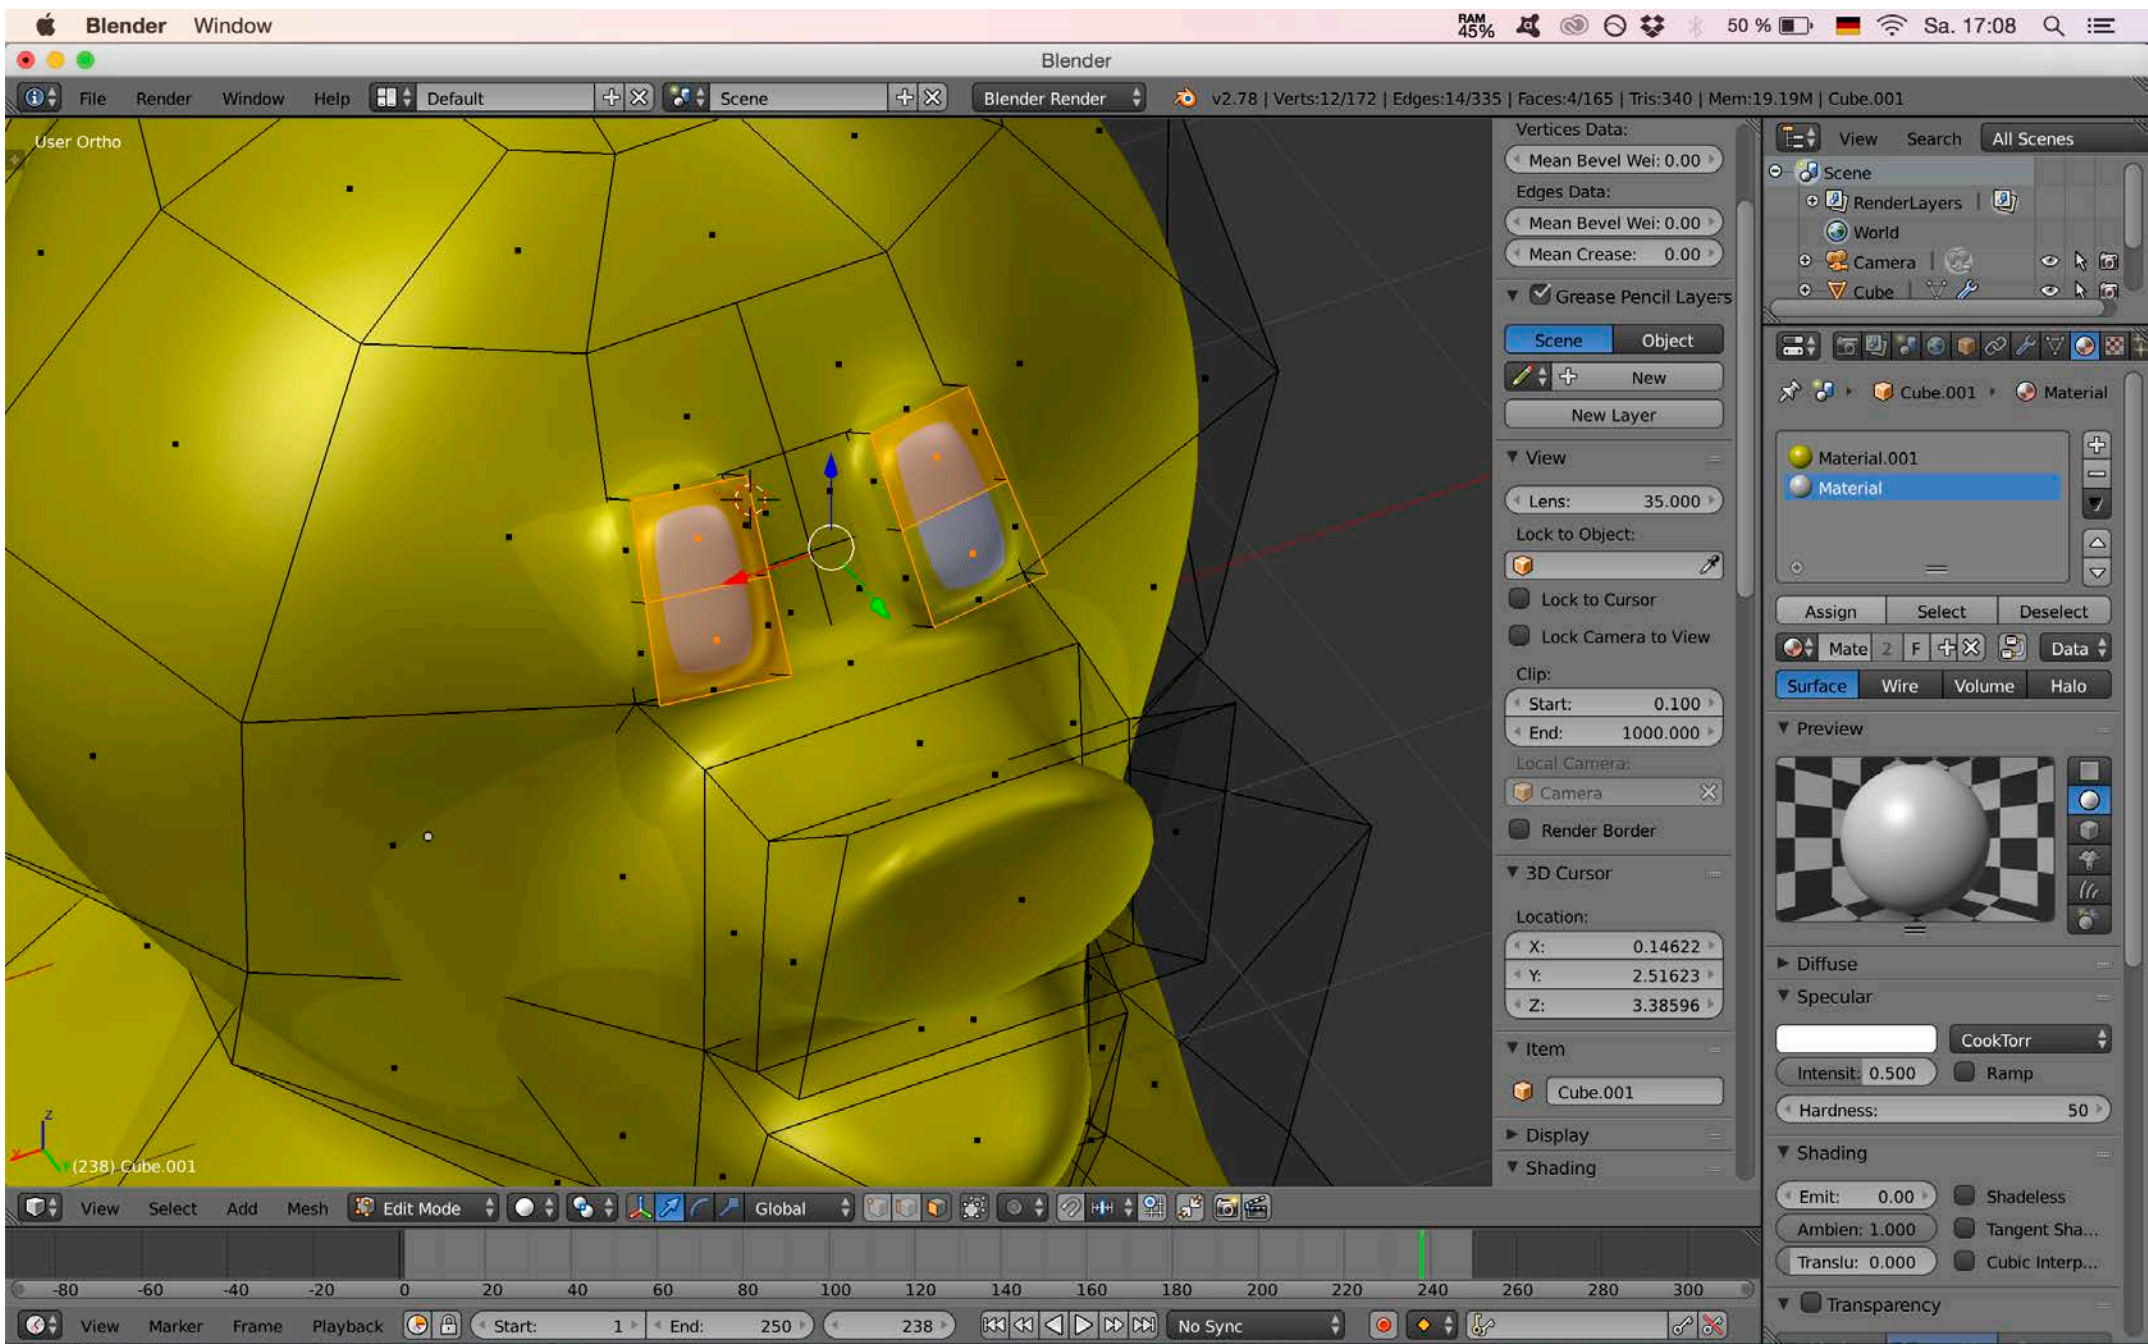 Blender Window RAM 45% 50 % Sa. 17:08
Blender
File Render Window Help Default Scene Blender Render v2.78 | Verts:12/172 | Edges:14/335 | Faces:4/165 | Tris:340 | Mem:19.19M | Cube.001
User Ortho
Vertices Data:
Mean Bevel Wei: 0.00
Edges Data:
Mean Bevel Wei: 0.00
Mean Crease: 0.00
Grease Pencil Layers
Scene Object
New
New Layer
View
Lens: 35.000
Lock to Object:
Lock to Cursor
Lock Camera to View
Clip:
Start: 0.100
End: 1000.000
Local Camera:
Camera
Render Border
3D Cursor
Location:
X: 0.14622
Y: 2.51623
Z: 3.38596
Item
Cube.001
Display
Shading
View Search All Scenes
Scene
RenderLayers
World
Camera
Cube
Cube.001 Material
Material.001
Material
Assign Select Deselect
Mate 2 F Data
Surface Wire Volume Halo
Preview
Diffuse
Specular
CookTorr
Intensit: 0.500 Ramp
Hardness: 50
Shading
Emit: 0.00 Shadeless
Ambien: 1.000 Tangent Sha...
Translu: 0.000 Cubic Interp...
Transparency
z
x y
(238) Cube.001
View Select Add Mesh Edit Mode Global
-80 -60 -40 -20 0 20 40 60 80 100 120 140 160 180 200 220 240 260 280 300
View Marker Frame Playback Start: 1 End: 250 238 No Sync